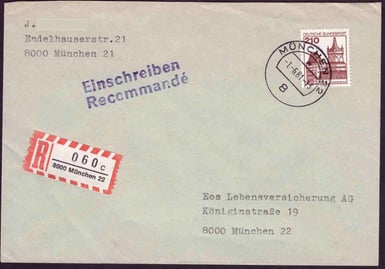 J.
Endelhauserstr.21
8000 München 21
210
DEUTSCHE BUNDESPOST
MÜNCHEN
8
Einschreiben
Recommandé
R
060 c
8000 München 22
Eos Lebensversicherung AG
Königinstraße 19
8000 München 22